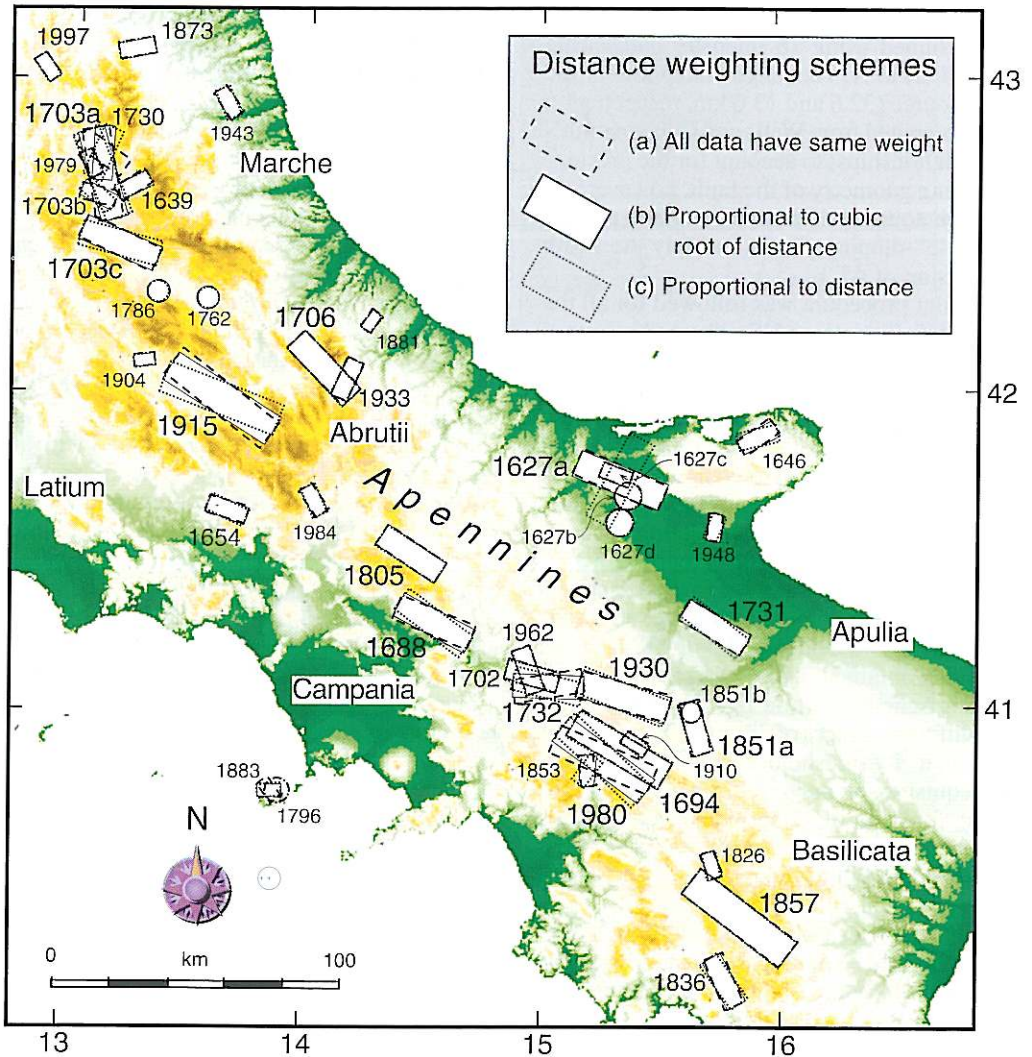 1997
1873
43
Distance weighting schemes
(a) All data have same weight
(b) Proportional to cubic
root of distance
(c) Proportional to distance
1703a
1730
1943
1979
Marche
1639
1703b
1703c
1786
1762
1706
1881
1904
1933
42
1915
Abrutii
1627a
1627c
1646
Latium
Apennines
1654
1984
1627b
1627d
1948
1805
1731
1688
1962
Apulia
1702
1930
Campania
1732
1851b
41
1851a
1853
1910
1883
1694
1796
1980
N
1826
Basilicata
1857
0 km 100
1836
13 14 15 16